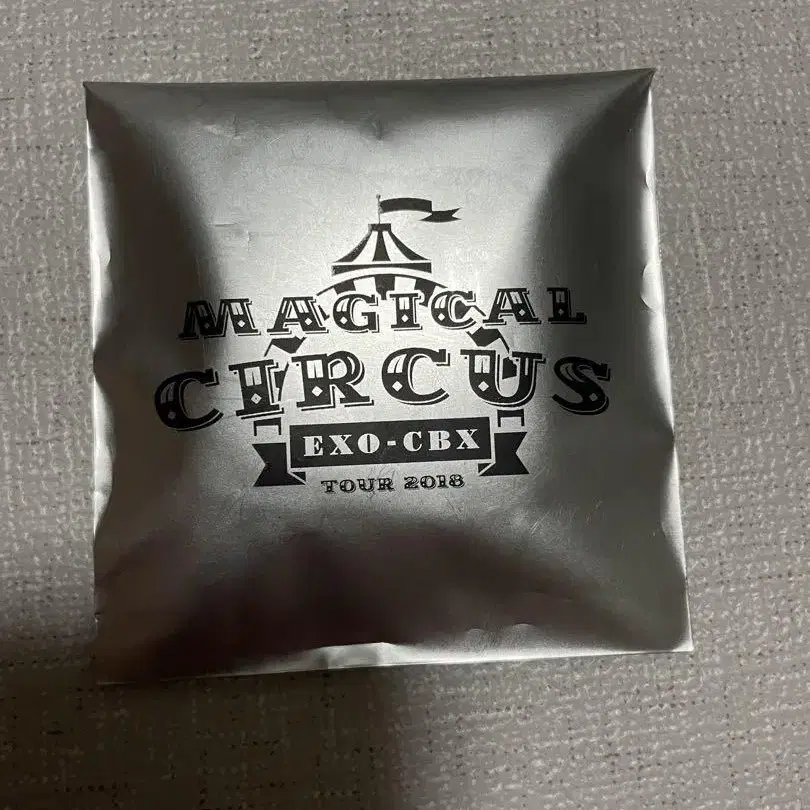 MAGICAL
CIRCUS
EXO-CBX
TOUR 2018